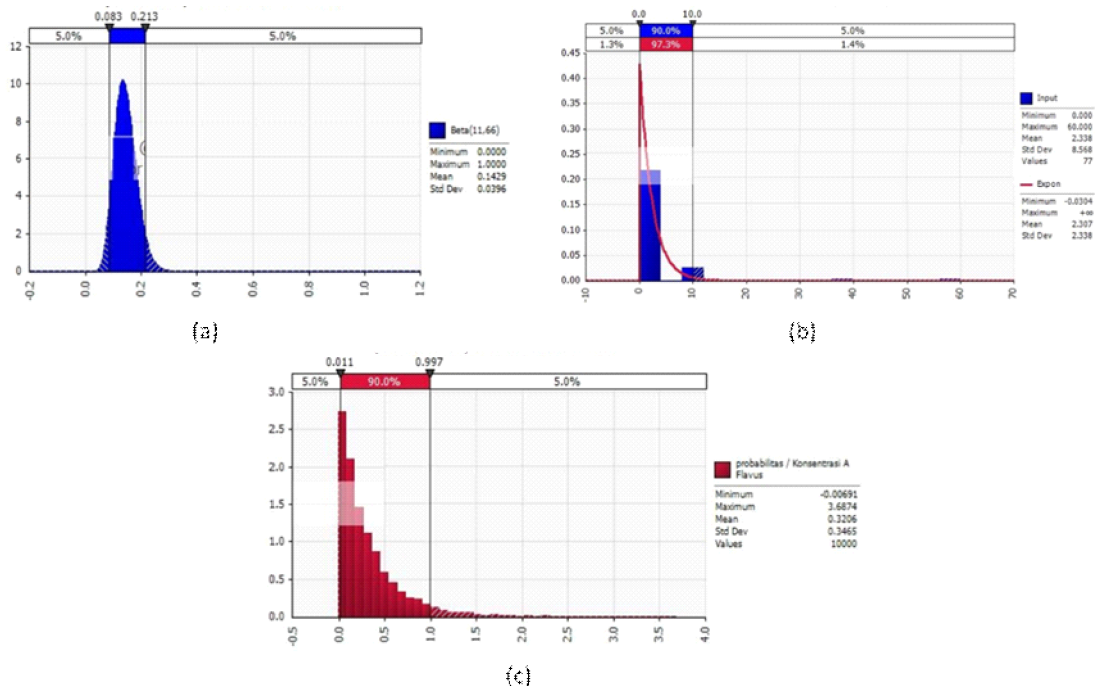 0.083 0.213
5.0% 5.0%
12
10
8
6
4
2
0
-0.2 0.0 0.2 0.4 0.6 0.8 1.0 1.2
Beta(11,66)
Minimum 0.0000
Maximum 1.0000
Mean 0.1429
Std Dev 0.0396
(a)
0.0 10.0
5.0% 90.0% 5.0%
1.3% 97.3% 1.4%
0.45
0.40
0.35
0.30
0.25
0.20
0.15
0.10
0.05
0.00
-10 0 10 20 30 40 50 60 70
Input
Minimum 0.000
Maximum 60.000
Mean 2.338
Std Dev 8.568
Values 77
Expon
Minimum -0.0304
Maximum +∞
Mean 2.307
Std Dev 2.338
(b)
0.011 0.997
5.0% 90.0% 5.0%
3.0
2.5
2.0
1.5
1.0
0.5
0.0
-0.5 0.0 0.5 1.0 1.5 2.0 2.5 3.0 3.5 4.0
probabilitas / Konsentrasi A
Flavus
Minimum -0.00691
Maximum 3.6874
Mean 0.3206
Std Dev 0.3465
Values 10000
(c)